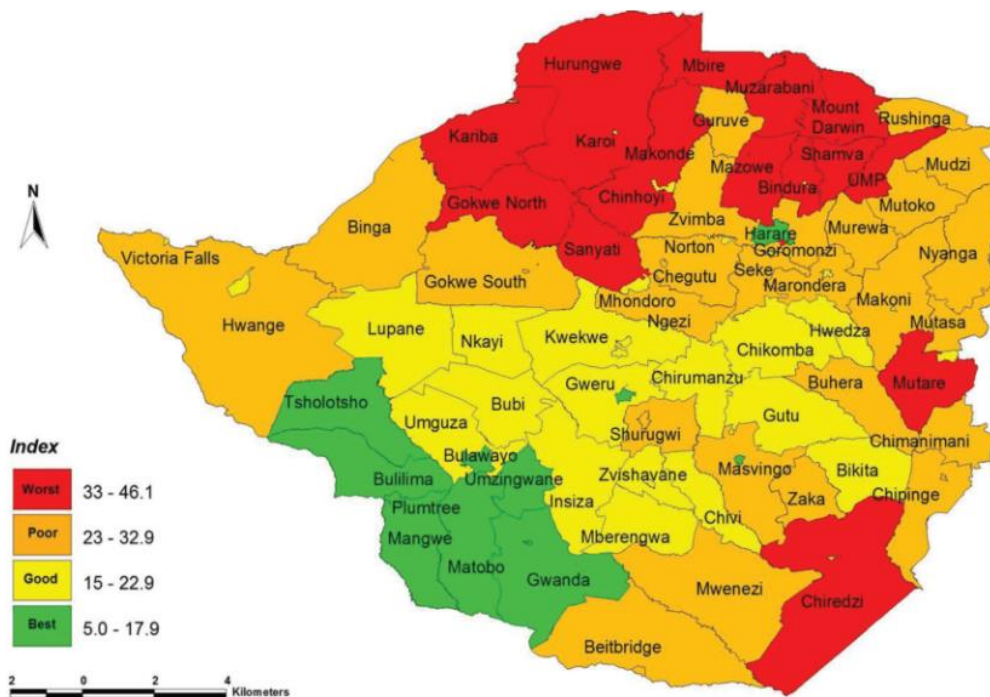 Hurungwe
Mbire
Muzarabani
Guruve
Mount
Darwin
Rushinga
Kariba
Karoi
Makonde
Mazowe
Shamva
Mudzi
Bindura
UMP
Chinhoyi
Gokwe North
Mutoko
N
Binga
Zvimba
Harare
Murewa
Sanyati
Norton
Goromonzi
Nyanga
Victoria Falls
Chegutu
Seke
Gokwe South
Marondera
Mhondoro
Makoni
Hwange
Ngezi
Mutasa
Lupane
Nkayi
Kwekwe
Hwedza
Chikomba
Gweru
Chirumanzu
Buhera
Mutare
Tsholotsho
Bubi
Gutu
Umguza
Shurugwi
Chimanimani
Bulawayo
Zvishavane
Masvingo
Bikita
Bulilima
Umzingwane
Chipinge
Plumtree
Insiza
Zaka
Chivi
Mangwe
Mberengwa
Matobo
Gwanda
Mwenezi
Chiredzi
Beitbridge
Index
Worst 33 - 46.1
Poor 23 - 32.9
Good 15 - 22.9
Best 5.0 - 17.9
2 0 2 4
Kilometers